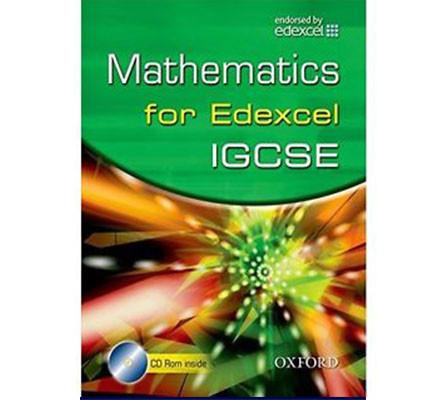 endorsed by
edexcel
Mathematics
for Edexcel
IGCSE
CD Rom inside
OXFORD